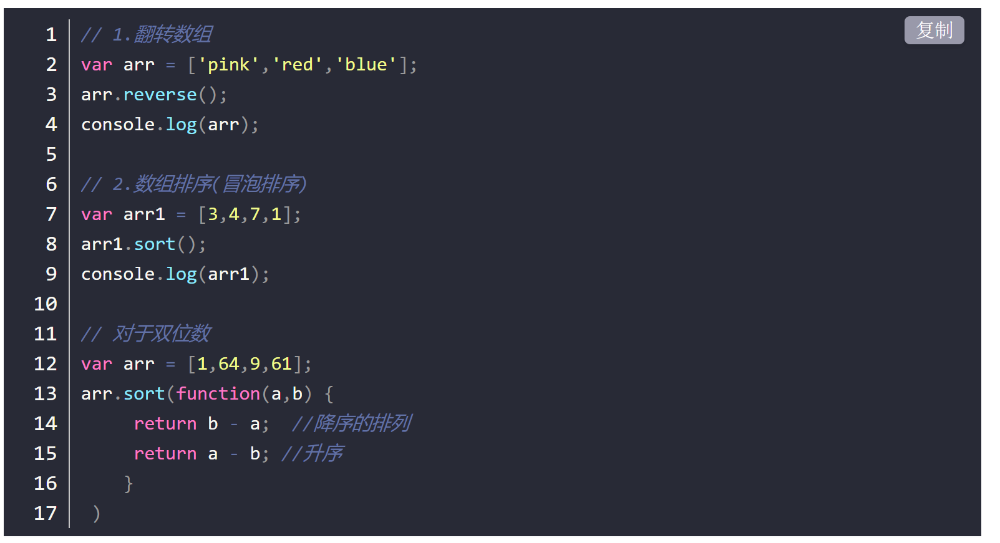 复制
1 // 1.翻转数组
2 var arr = ['pink','red','blue'];
3 arr.reverse();
4 console.log(arr);
5
6 // 2.数组排序(冒泡排序)
7 var arr1 = [3,4,7,1];
8 arr1.sort();
9 console.log(arr1);
10
11 // 对于双位数
12 var arr = [1,64,9,61];
13 arr.sort(function(a,b) {
14      return b - a;  //降序的排列
15      return a - b; //升序
16     }
17  )